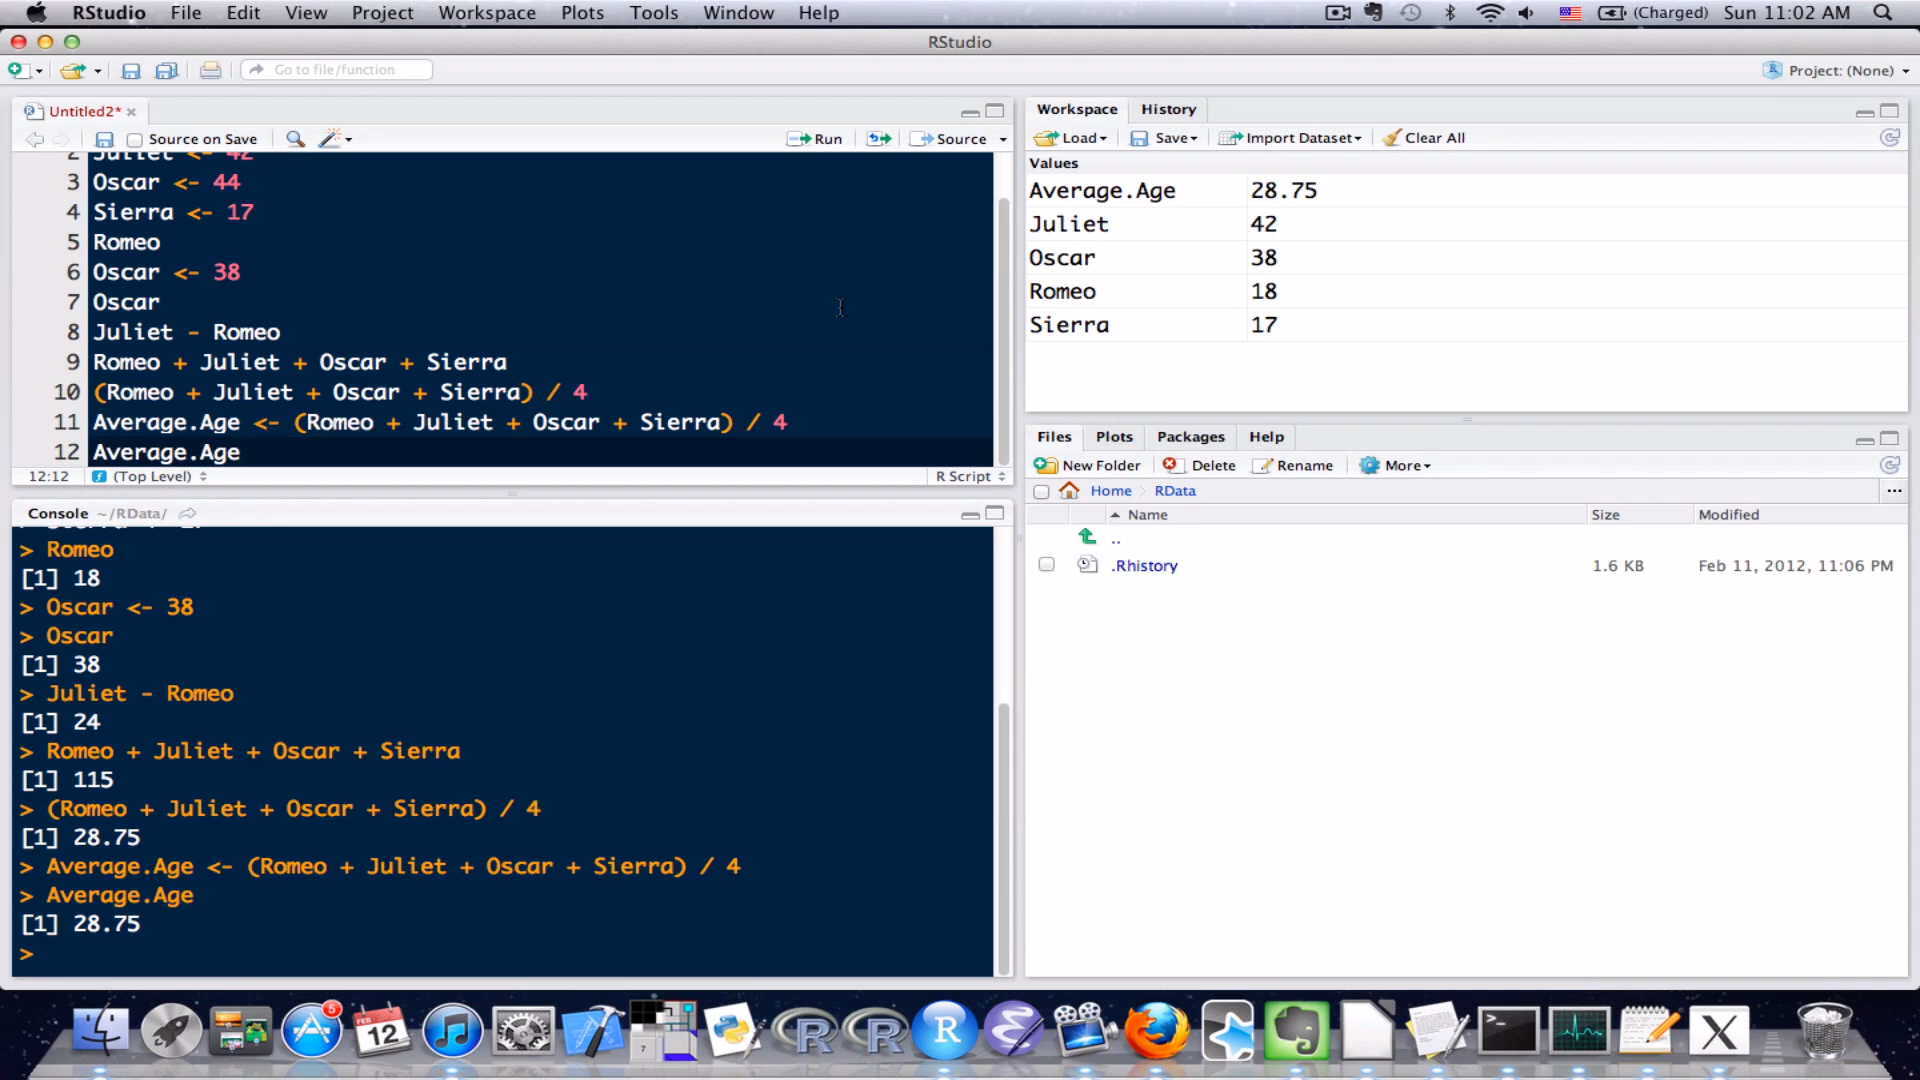 RStudio File Edit View Project Workspace Plots Tools Window Help (Charged) Sun 11:02 AM
RStudio
Go to file/function Project: (None)
Untitled2*
Source on Save Run Source
2 Juliet <- 42
3 Oscar <- 44
4 Sierra <- 17
5 Romeo
6 Oscar <- 38
7 Oscar
8 Juliet - Romeo
9 Romeo + Juliet + Oscar + Sierra
10 (Romeo + Juliet + Oscar + Sierra) / 4
11 Average.Age <- (Romeo + Juliet + Oscar + Sierra) / 4
12 Average.Age
12:12 (Top Level) R Script
Console ~/RData/
> Romeo
[1] 18
> Oscar <- 38
> Oscar
[1] 38
> Juliet - Romeo
[1] 24
> Romeo + Juliet + Oscar + Sierra
[1] 115
> (Romeo + Juliet + Oscar + Sierra) / 4
[1] 28.75
> Average.Age <- (Romeo + Juliet + Oscar + Sierra) / 4
> Average.Age
[1] 28.75
>
Workspace History
Load Save Import Dataset Clear All
Values
Average.Age 28.75
Juliet 42
Oscar 38
Romeo 18
Sierra 17
Files Plots Packages Help
New Folder Delete Rename More
Home RData ...
Name Size Modified
..
.Rhistory 1.6 KB Feb 11, 2012, 11:06 PM
5
FEB
12
7
R
R
R
>_
X